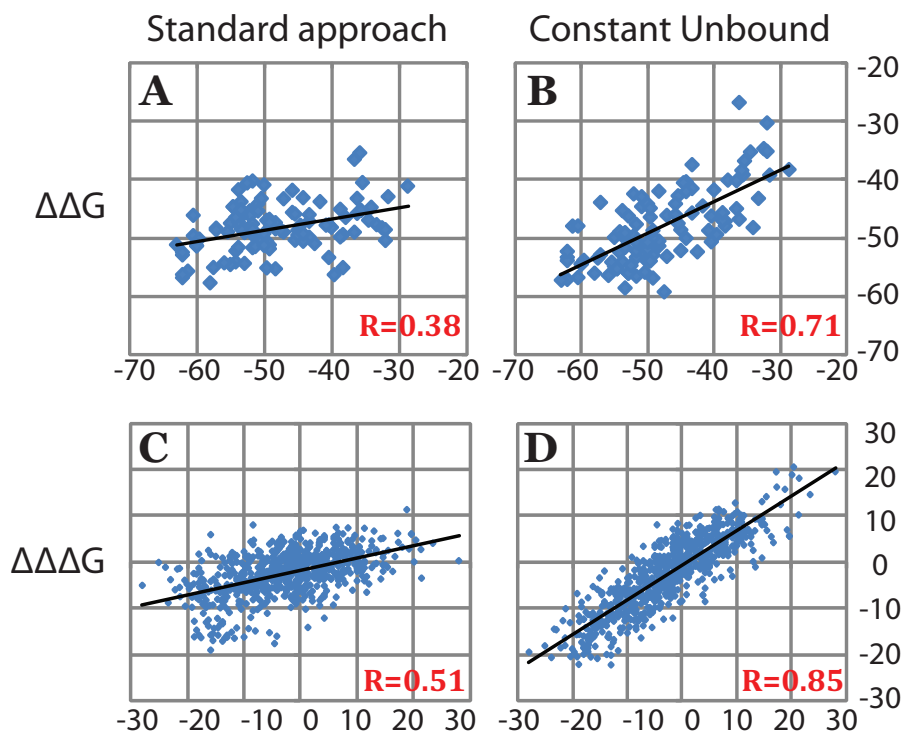 Standard approach
Constant Unbound
A
B
-20
-30
-40
-50
-60
-70
ΔΔG
R=0.38
R=0.71
-70 -60 -50 -40 -30 -20
-70 -60 -50 -40 -30 -20
C
D
30
20
10
0
-10
-20
-30
ΔΔΔG
R=0.51
R=0.85
-30 -20 -10 0 10 20 30
-30 -20 -10 0 10 20 30